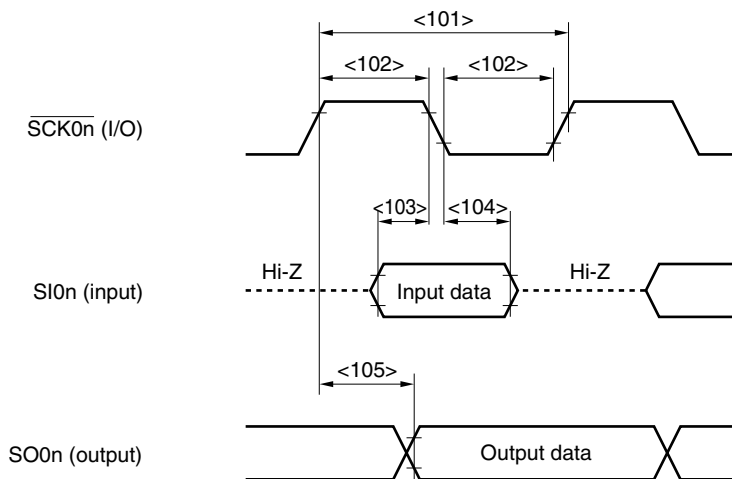 <101>
<102> <102>
SCK0n (I/O)
<103> <104>
Hi-Z Hi-Z
SI0n (input) Input data
<105>
SO0n (output) Output data